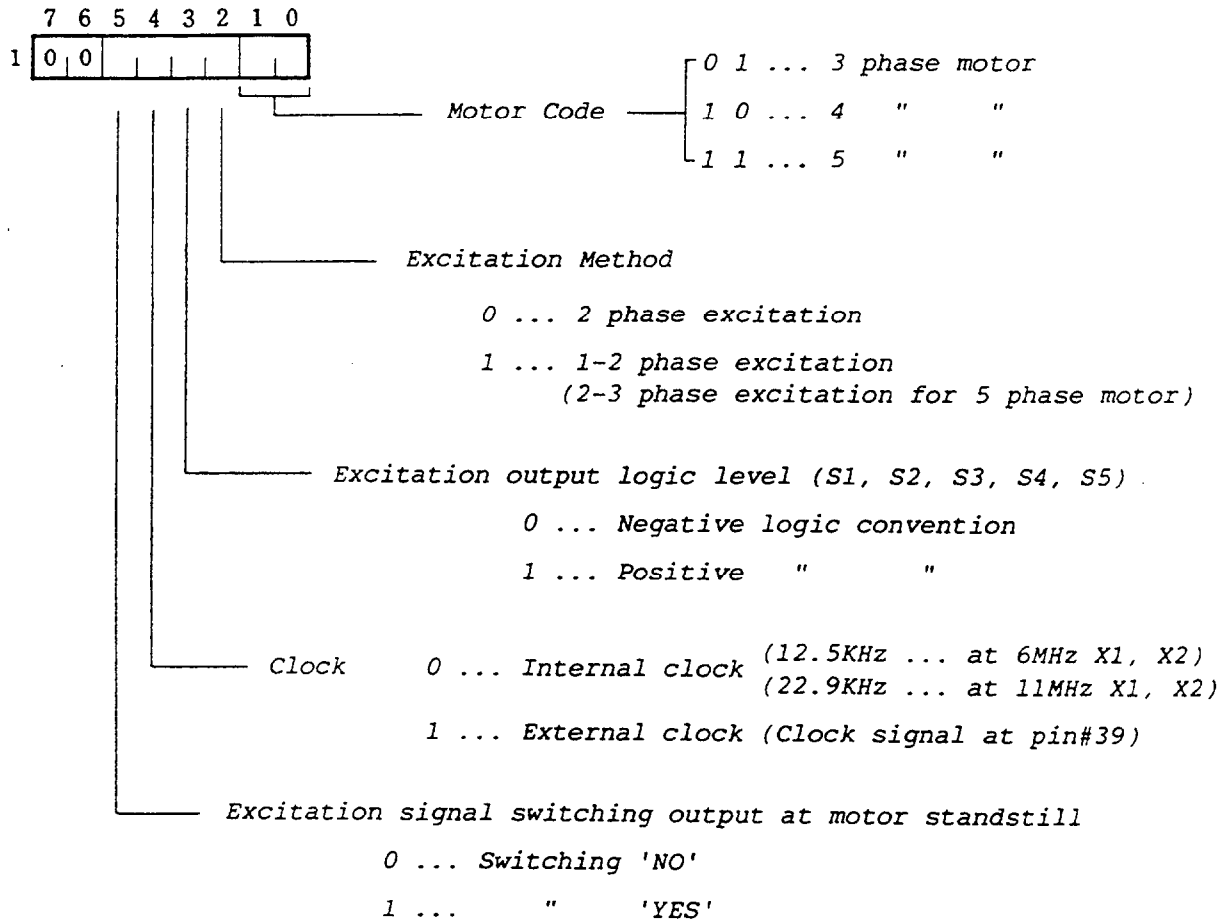 7 6 5 4 3 2 1 0
1 0 0
0 1 ... 3 phase motor
Motor Code 1 0 ... 4 " "
1 1 ... 5 " "
Excitation Method
0 ... 2 phase excitation
1 ... 1-2 phase excitation
(2-3 phase excitation for 5 phase motor)
Excitation output logic level (S1, S2, S3, S4, S5)
0 ... Negative logic convention
1 ... Positive " "
Clock 0 ... Internal clock (12.5KHz ... at 6MHz X1, X2)
(22.9KHz ... at 11MHz X1, X2)
1 ... External clock (Clock signal at pin#39)
Excitation signal switching output at motor standstill
0 ... Switching 'NO'
1 ... " 'YES'